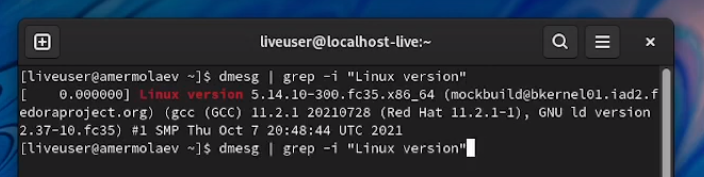 liveuser@localhost-live:~
[liveuser@amermolaev ~]$ dmesg | grep -i "Linux version"
[    0.000000] Linux version 5.14.10-300.fc35.x86_64 (mockbuild@bkernel01.iad2.f
edoraproject.org) (gcc (GCC) 11.2.1 20210728 (Red Hat 11.2.1-1), GNU ld version
2.37-10.fc35) #1 SMP Thu Oct 7 20:48:44 UTC 2021
[liveuser@amermolaev ~]$ dmesg | grep -i "Linux version"